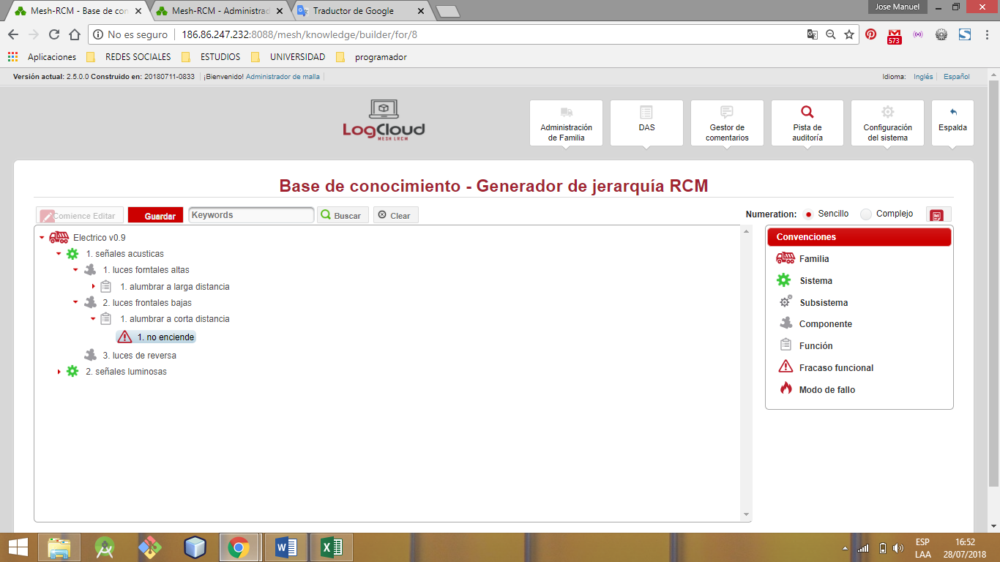 Jose Manuel
Mesh-RCM - Base de con
Mesh-RCM - Administrad
Traductor de Google
No es seguro
186.86.247.232:8088/mesh/knowledge/builder/for/8
573
Aplicaciones
REDES SOCIALES
ESTUDIOS
UNIVERSIDAD
programador
Versión actual: 2.5.0.0 Construido en: 20180711-0833 ¡Bienvenido! Administrador de malla
Idioma: Inglés Español
LogCloud
MESH LRCM
Administración
de Familia
DAS
Gestor de
comentarios
Pista de
auditoría
Configuración
del sistema
Espalda
Base de conocimiento - Generador de jerarquía RCM
Comience Editar
Guardar
Keywords
Buscar
Clear
Numeration: Sencillo Complejo
Electrico v0.9
1. señales acusticas
1. luces forntales altas
1. alumbrar a larga distancia
2. luces frontales bajas
1. alumbrar a corta distancia
1. no enciende
3. luces de reversa
2. señales luminosas
Convenciones
Familia
Sistema
Subsistema
Componente
Función
Fracaso funcional
Modo de fallo
ESP
LAA
16:52
28/07/2018